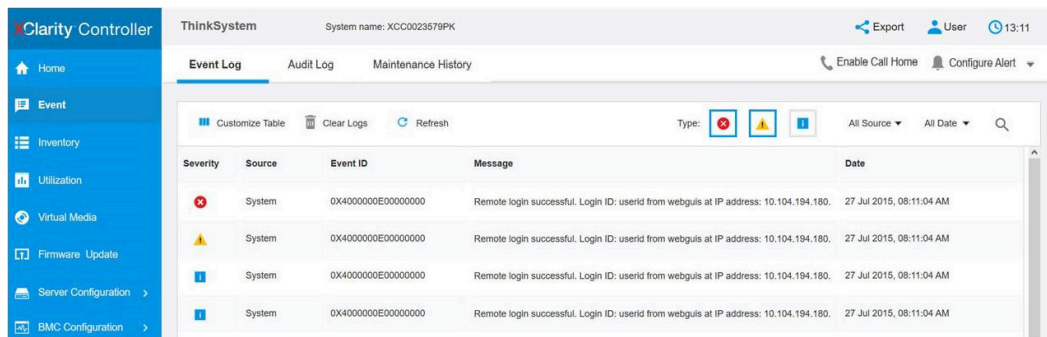 XClarity Controller
ThinkSystem
System name: XCC0023579PK
Export
User
13:11
Home
Event
Inventory
Utilization
Virtual Media
Firmware Update
Server Configuration >
BMC Configuration >
Event Log
Audit Log
Maintenance History
Enable Call Home
Configure Alert
Customize Table
Clear Logs
Refresh
Type:
All Source
All Date
Severity Source Event ID Message Date
System 0X4000000E00000000 Remote login successful. Login ID: userid from webguis at IP address: 10.104.194.180. 27 Jul 2015, 08:11:04 AM
System 0X4000000E00000000 Remote login successful. Login ID: userid from webguis at IP address: 10.104.194.180. 27 Jul 2015, 08:11:04 AM
System 0X4000000E00000000 Remote login successful. Login ID: userid from webguis at IP address: 10.104.194.180. 27 Jul 2015, 08:11:04 AM
System 0X4000000E00000000 Remote login successful. Login ID: userid from webguis at IP address: 10.104.194.180. 27 Jul 2015, 08:11:04 AM